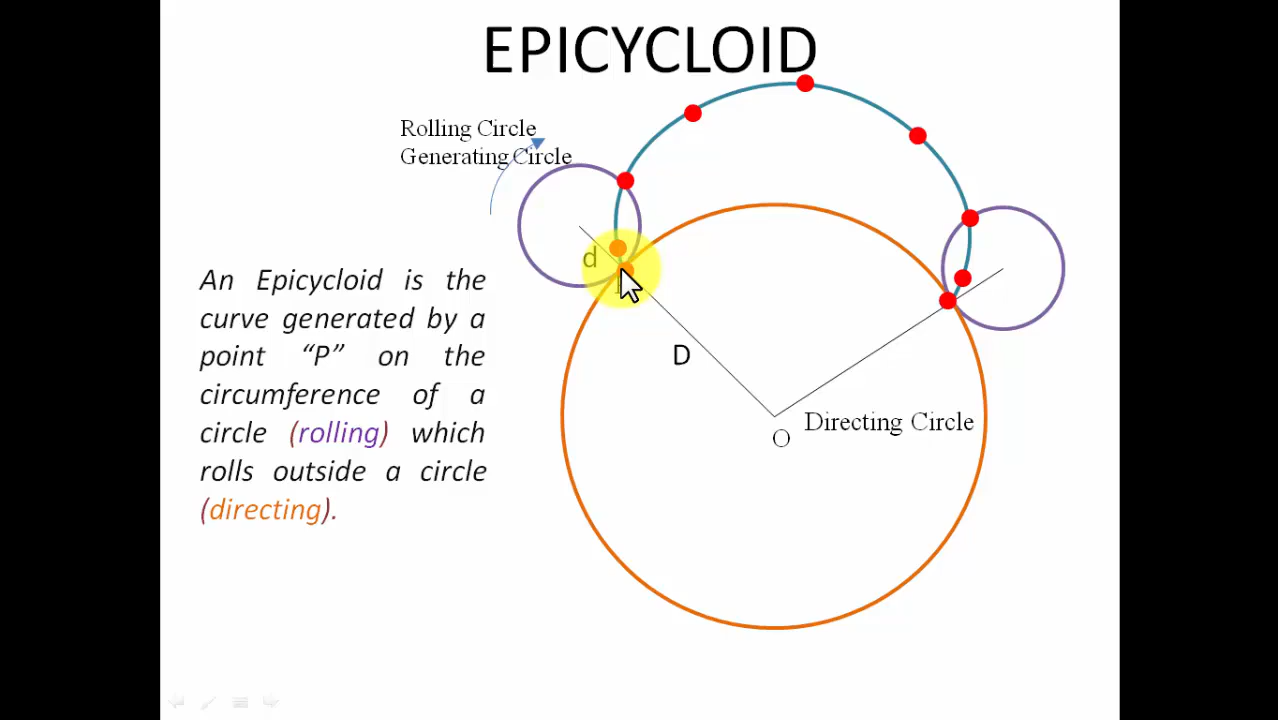 EPICYCLOID
Rolling Circle
Generating Circle
d
D
O
Directing Circle
An Epicycloid is the
curve generated by a
point “P” on the
circumference of a
circle (rolling) which
rolls outside a circle
(directing).